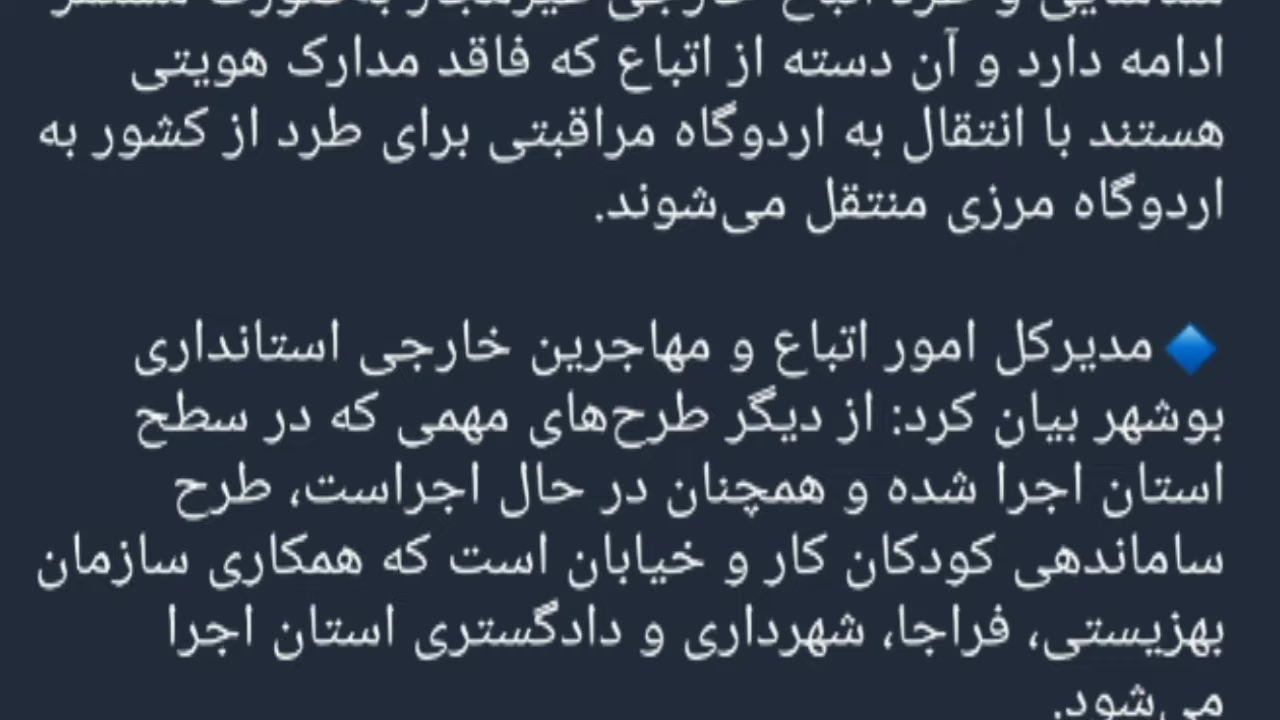 ادامه دارد و آن دسته از اتباع که فاقد مدارک هویتی
هستند با انتقال به اردوگاه مراقبتی برای طرد از کشور به
اردوگاه مرزی منتقل می‌شوند.
مدیرکل امور اتباع و مهاجرین خارجی استانداری
بوشهر بیان کرد: از دیگر طرح‌های مهمی که در سطح
استان اجرا شده و همچنان در حال اجراست، طرح
ساماندهی کودکان کار و خیابان است که همکاری سازمان
بهزیستی، فراجا، شهرداری و دادگستری استان اجرا
می‌شود.